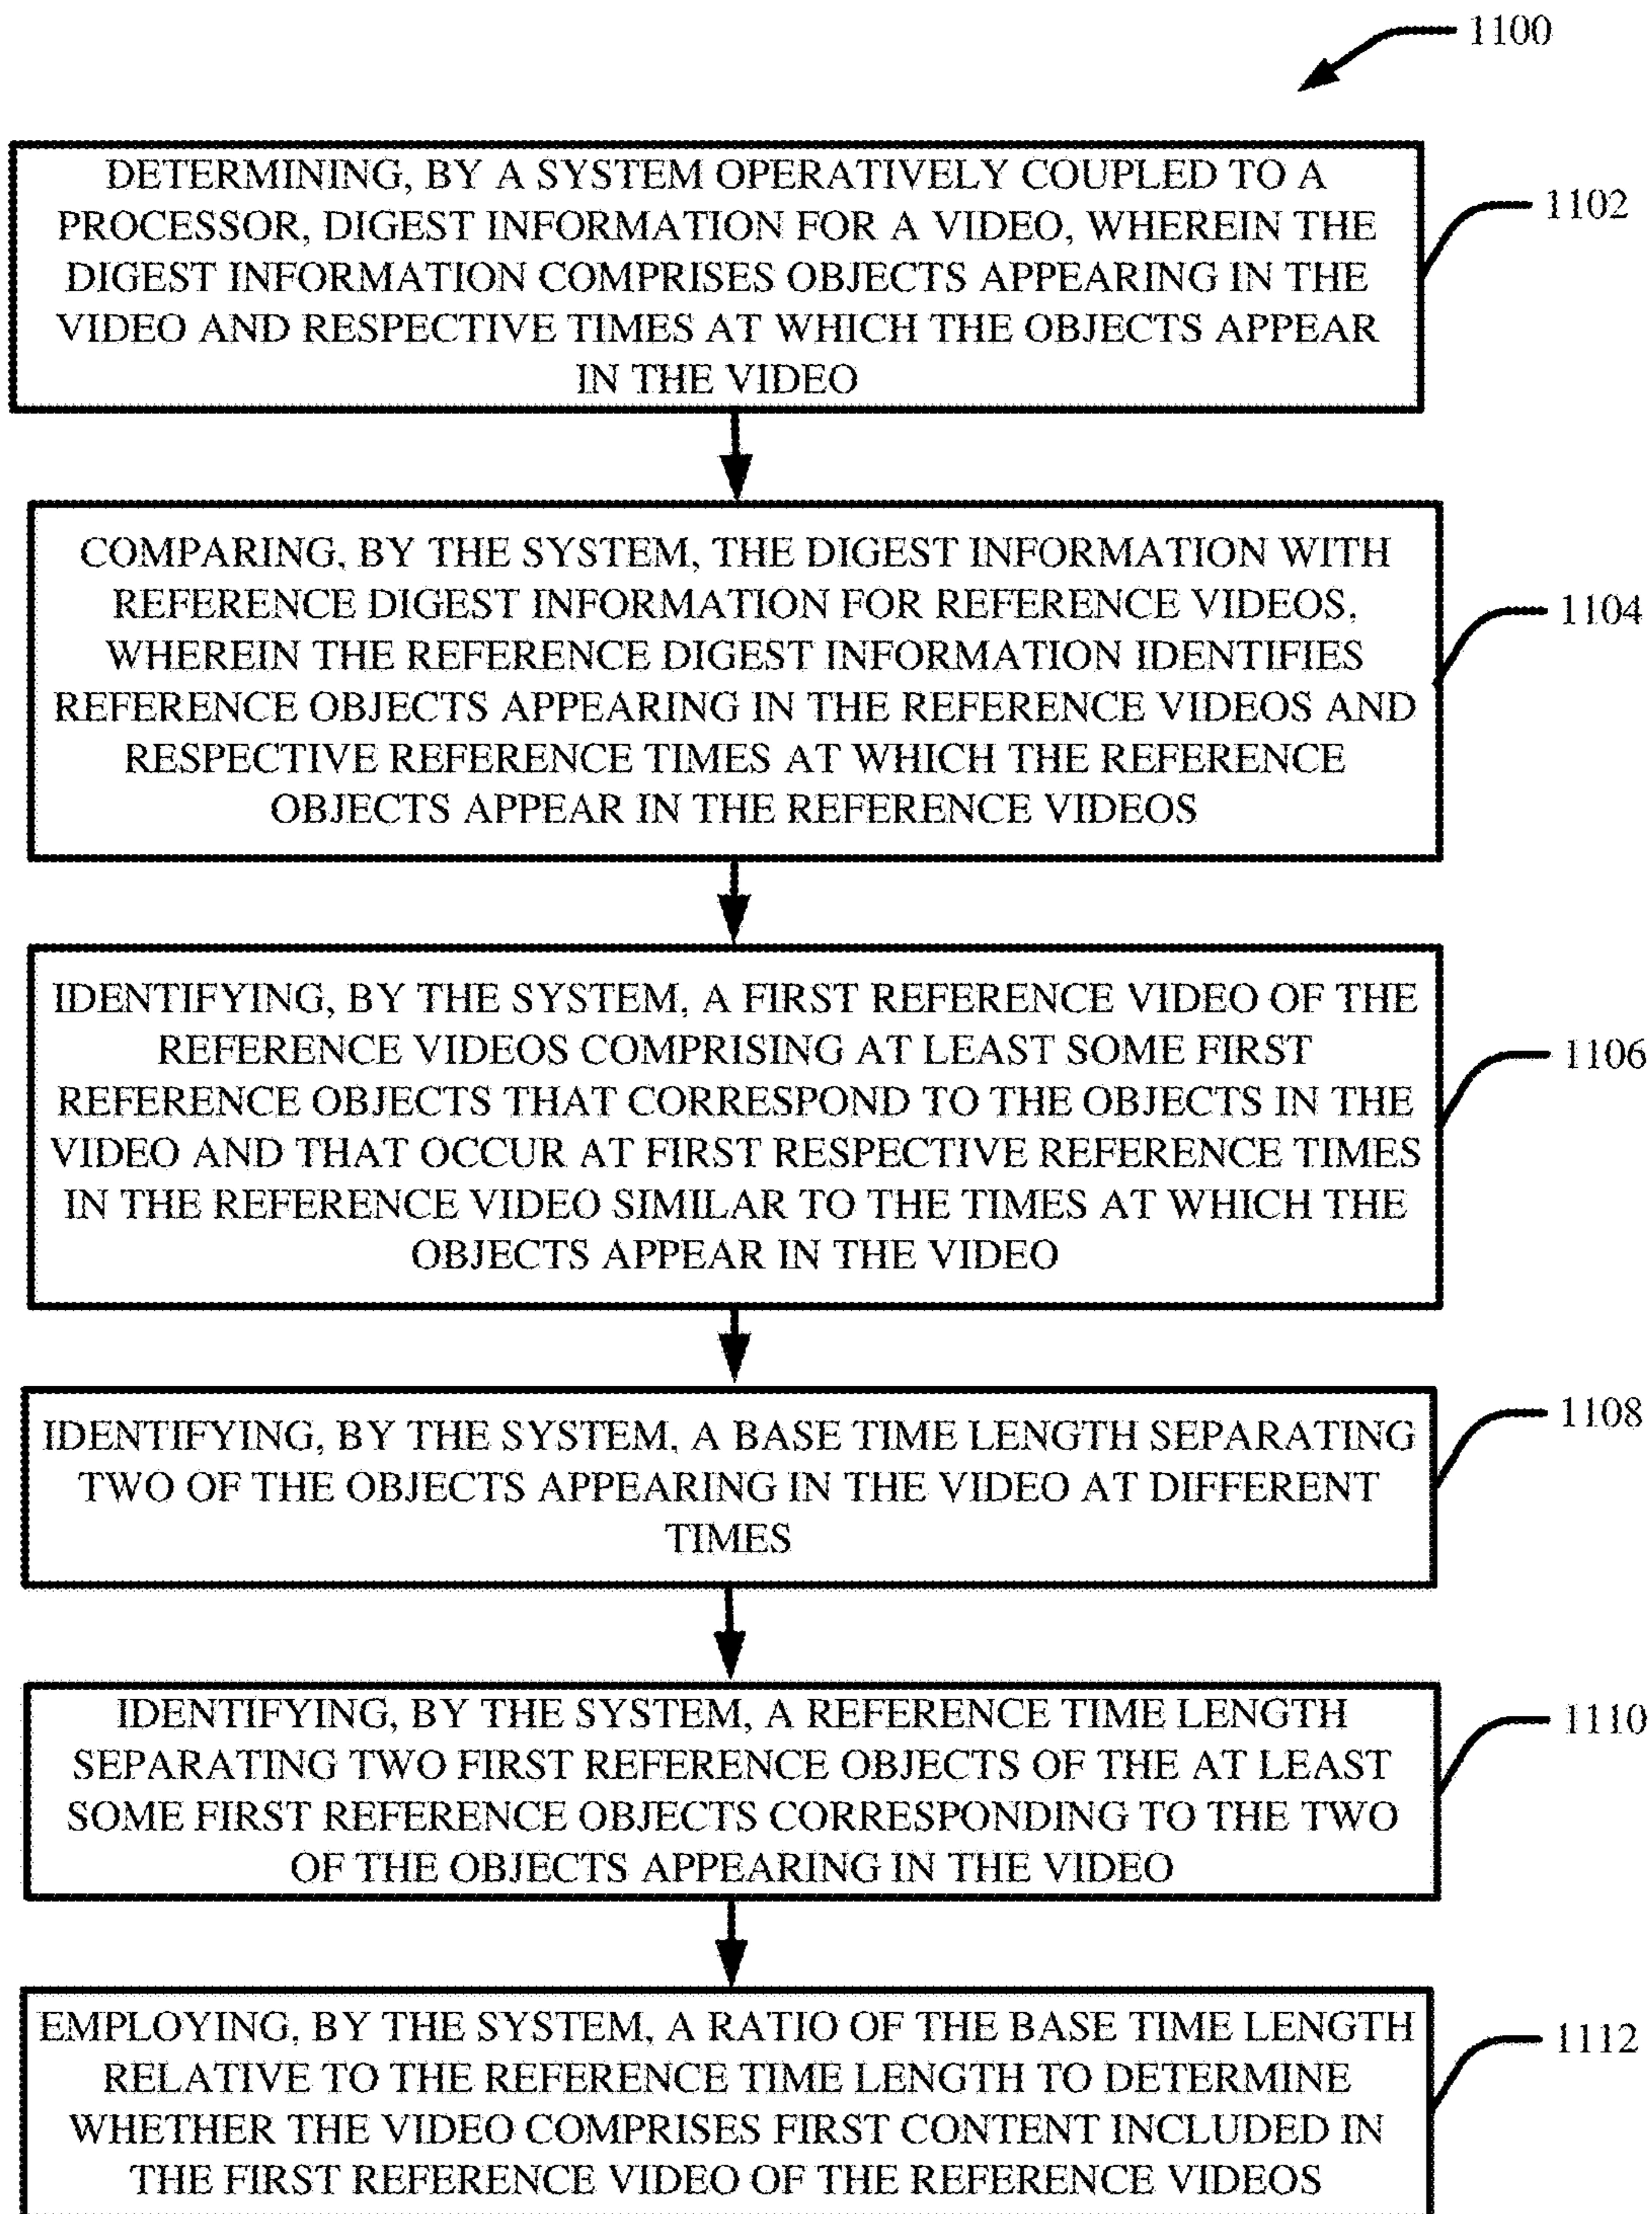 1100
DETERMINING, BY A SYSTEM OPERATIVELY COUPLED TO A
PROCESSOR, DIGEST INFORMATION FOR A VIDEO, WHEREIN THE
DIGEST INFORMATION COMPRISES OBJECTS APPEARING IN THE
VIDEO AND RESPECTIVE TIMES AT WHICH THE OBJECTS APPEAR
IN THE VIDEO
1102
COMPARING, BY THE SYSTEM, THE DIGEST INFORMATION WITH
REFERENCE DIGEST INFORMATION FOR REFERENCE VIDEOS,
WHEREIN THE REFERENCE DIGEST INFORMATION IDENTIFIES
REFERENCE OBJECTS APPEARING IN THE REFERENCE VIDEOS AND
RESPECTIVE REFERENCE TIMES AT WHICH THE REFERENCE
OBJECTS APPEAR IN THE REFERENCE VIDEOS
1104
IDENTIFYING, BY THE SYSTEM, A FIRST REFERENCE VIDEO OF THE
REFERENCE VIDEOS COMPRISING AT LEAST SOME FIRST
REFERENCE OBJECTS THAT CORRESPOND TO THE OBJECTS IN THE
VIDEO AND THAT OCCUR AT FIRST RESPECTIVE REFERENCE TIMES
IN THE REFERENCE VIDEO SIMILAR TO THE TIMES AT WHICH THE
OBJECTS APPEAR IN THE VIDEO
1106
IDENTIFYING, BY THE SYSTEM, A BASE TIME LENGTH SEPARATING
TWO OF THE OBJECTS APPEARING IN THE VIDEO AT DIFFERENT
TIMES
1108
IDENTIFYING, BY THE SYSTEM, A REFERENCE TIME LENGTH
SEPARATING TWO FIRST REFERENCE OBJECTS OF THE AT LEAST
SOME FIRST REFERENCE OBJECTS CORRESPONDING TO THE TWO
OF THE OBJECTS APPEARING IN THE VIDEO
1110
EMPLOYING, BY THE SYSTEM, A RATIO OF THE BASE TIME LENGTH
RELATIVE TO THE REFERENCE TIME LENGTH TO DETERMINE
WHETHER THE VIDEO COMPRISES FIRST CONTENT INCLUDED IN
THE FIRST REFERENCE VIDEO OF THE REFERENCE VIDEOS
1112